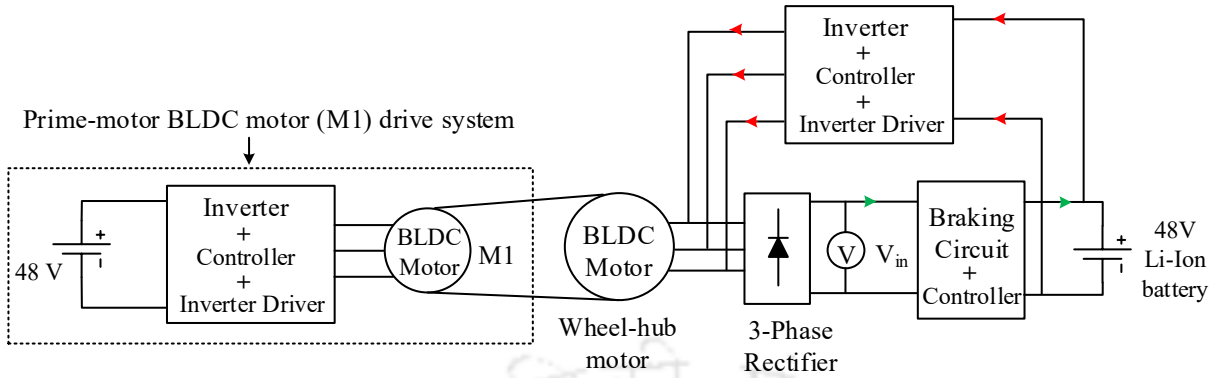 Prime-motor BLDC motor (M1) drive system
48 V
+
Inverter
+
Controller
+
Inverter Driver
BLDC
Motor
M1
BLDC
Motor
Wheel-hub
motor
3-Phase
Rectifier
V
V_in
Inverter
+
Controller
+
Inverter Driver
Braking
Circuit
+
Controller
+
48V
Li-Ion
battery